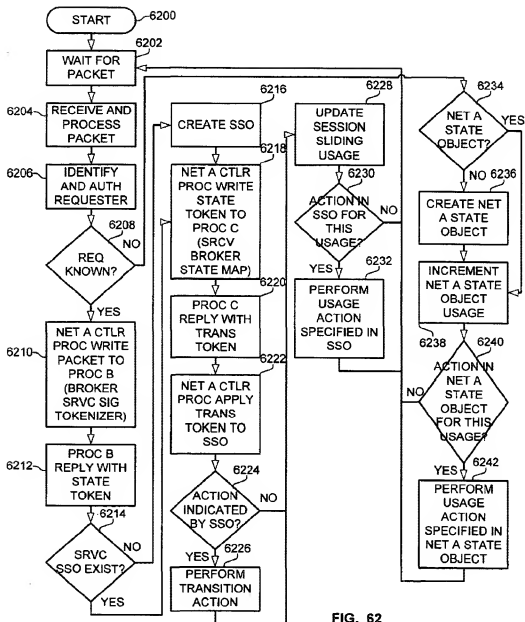 START
6200
6202
WAIT FOR
PACKET
6204
RECEIVE AND
PROCESS
PACKET
6206
IDENTIFY
AND AUTH
REQUESTER
6208
REQ
KNOWN?
NO
YES
6210
NET A CTLR
PROC WRITE
PACKET TO
PROC B
(BROKER
SRVC SIG
TOKENIZER)
6212
PROC B
REPLY WITH
STATE
TOKEN
6214
SRVC
SSO EXIST?
NO
YES
6216
CREATE SSO
6218
NET A CTLR
PROC WRITE
STATE
TOKEN TO
PROC C
(SRCV
BROKER
STATE MAP)
6220
PROC C
REPLY WITH
TRANS
TOKEN
6222
NET A CTLR
PROC APPLY
TRANS
TOKEN TO
SSO
6224
ACTION
INDICATED
BY SSO?
NO
YES
6226
PERFORM
TRANSITION
ACTION
6228
UPDATE
SESSION
SLIDING
USAGE
6230
ACTION IN
SSO FOR
THIS
USAGE?
NO
YES
6232
PERFORM
USAGE
ACTION
SPECIFIED
IN SSO
6234
NET A
STATE
OBJECT?
YES
NO
6236
CREATE NET
A STATE
OBJECT
INCREMENT
NET A STATE
OBJECT
USAGE
6238
6240
ACTION IN
NET A
STATE
OBJECT
FOR THIS
USAGE?
NO
YES
6242
PERFORM
USAGE
ACTION
SPECIFIED IN
NET A STATE
OBJECT
FIG. 62